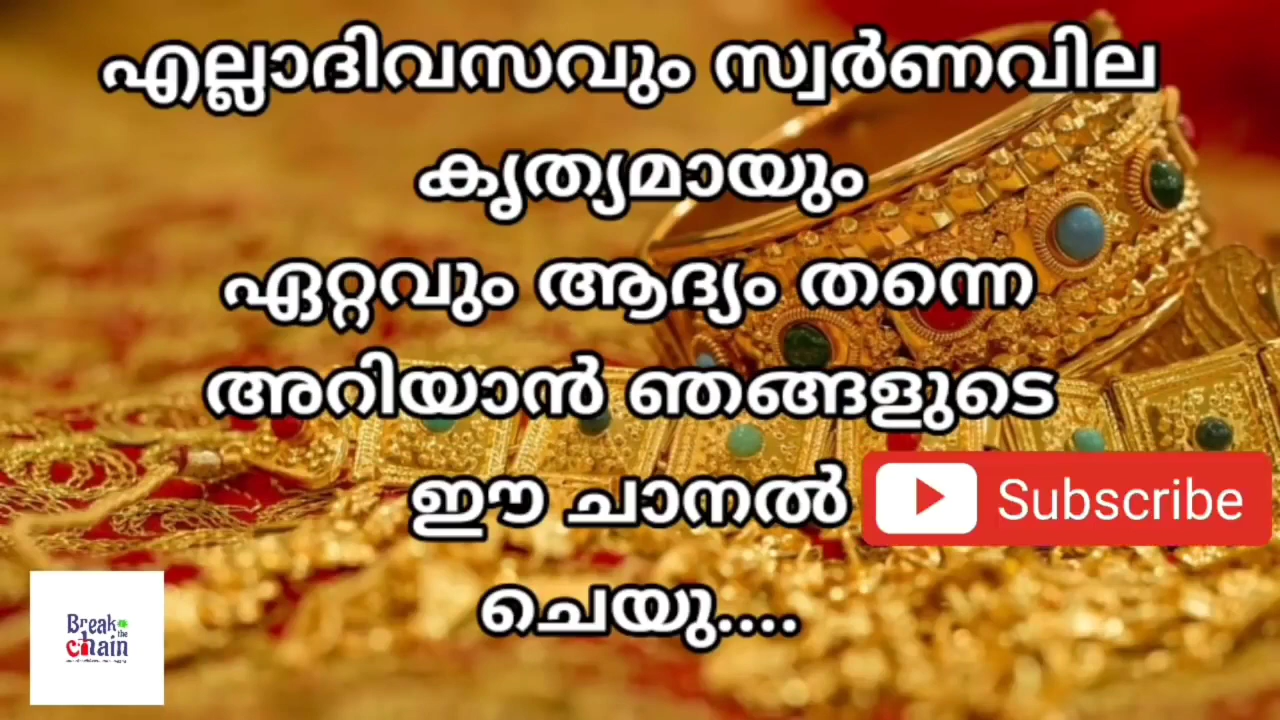 എല്ലാദിവസവും സ്വർണവില
കൃത്യമായും
ഏറ്റവും ആദ്യം തന്നെ
അറിയാൻ ഞങ്ങളുടെ
ഈ ചാനൽ Subscribe
ചെയു....
Break
the
chain